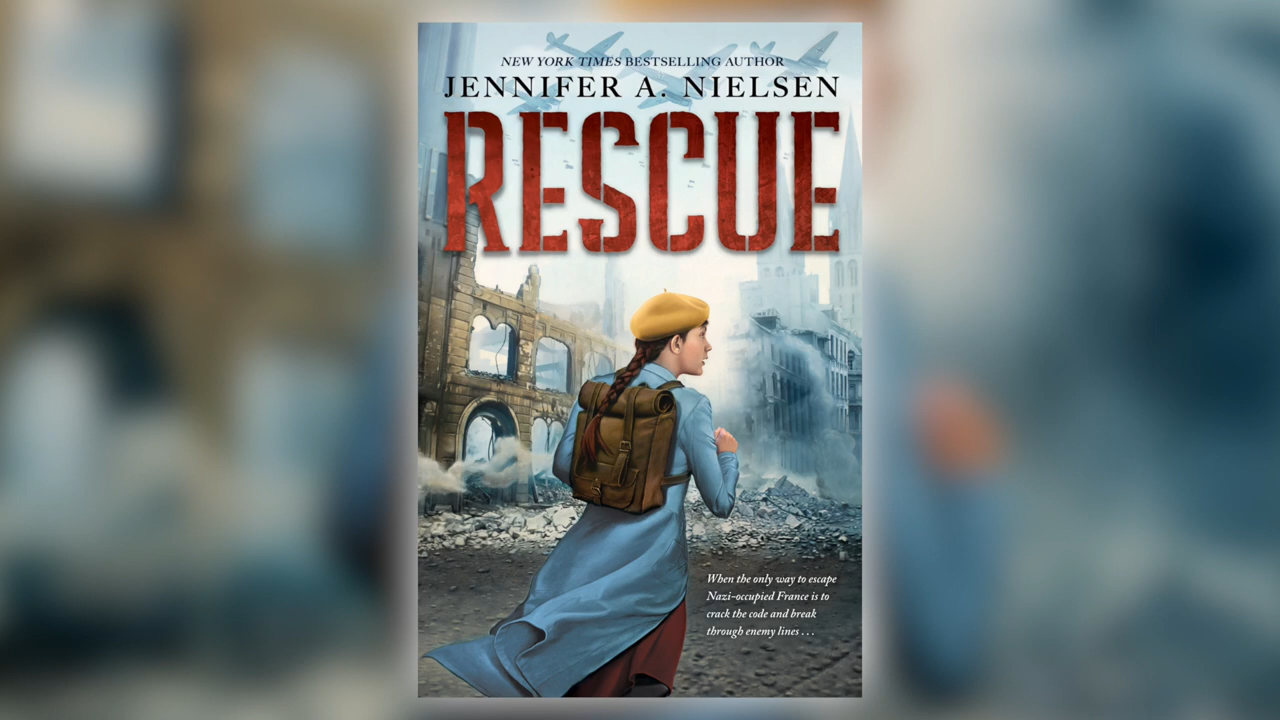 NEW YORK TIMES BESTSELLING AUTHOR
JENNIFER A. NIELSEN
RESCUE
When the only way to escape
Nazi-occupied France is to
crack the code and break
through enemy lines . . .